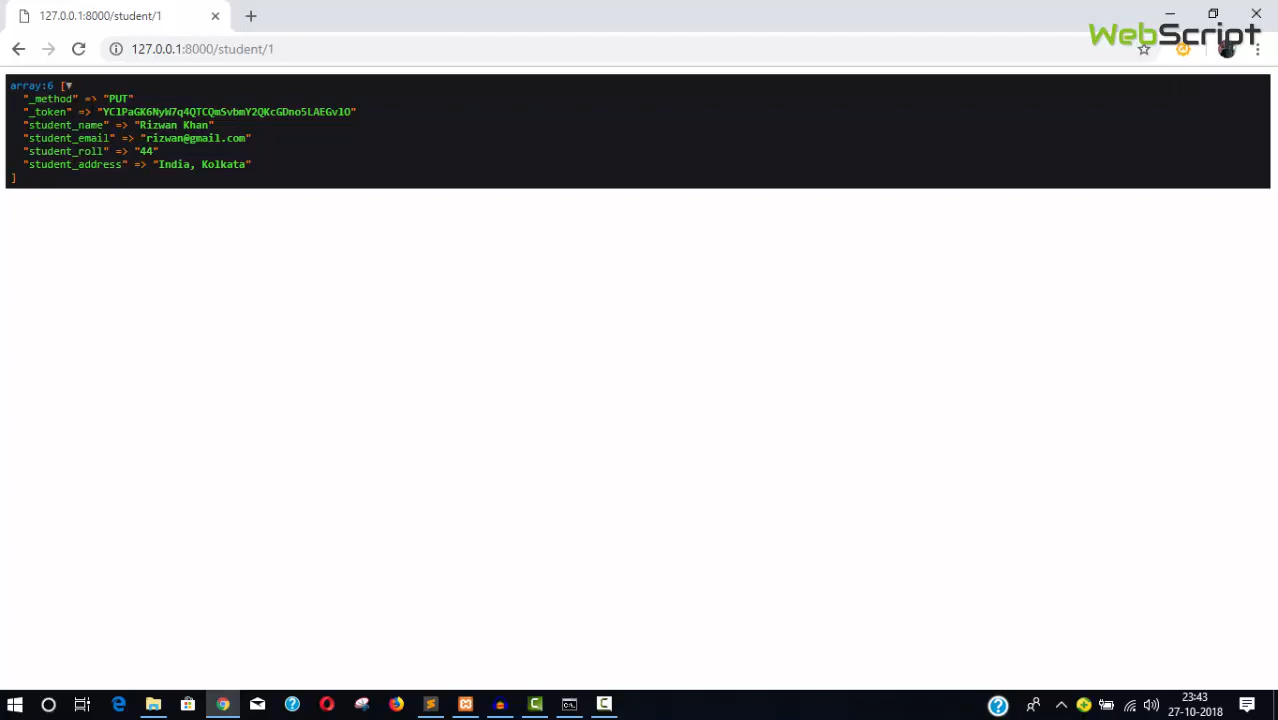 127.0.0.1:8000/student/1
WebScript
127.0.0.1:8000/student/1
array:6 [▼
"_method" => "PUT"
"_token" => "YClPaGK6NyW7q4QTCQmSvbmY2QKcGDno5LAEGvlO"
"student_name" => "Rizwan Khan"
"student_email" => "rizwan@gmail.com"
"student_roll" => "44"
"student_address" => "India, Kolkata"
]
23:43
27-10-2018